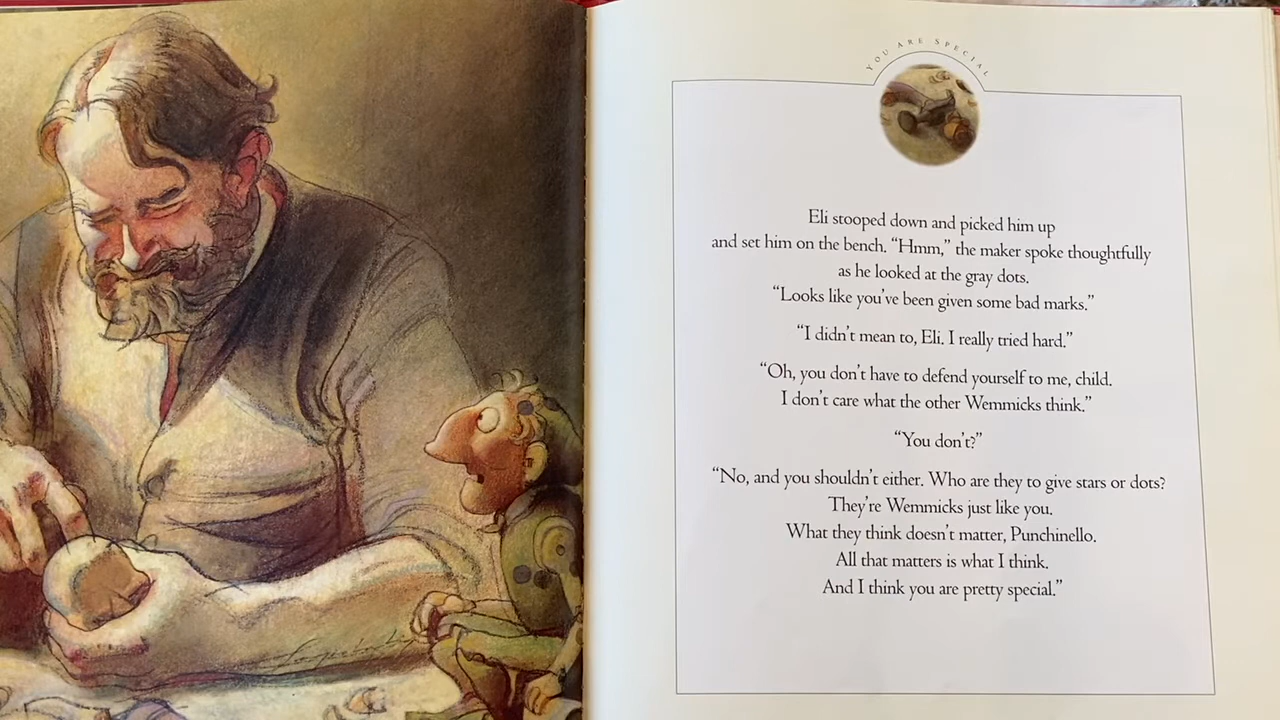 YOU ARE SPECIAL
Eli stooped down and picked him up
and set him on the bench. “Hmm,” the maker spoke thoughtfully
as he looked at the gray dots.
“Looks like you’ve been given some bad marks.”
“I didn’t mean to, Eli. I really tried hard.”
“Oh, you don’t have to defend yourself to me, child.
I don’t care what the other Wemmicks think.”
“You don’t?”
“No, and you shouldn’t either. Who are they to give stars or dots?
They’re Wemmicks just like you.
What they think doesn’t matter, Punchinello.
All that matters is what I think.
And I think you are pretty special.”